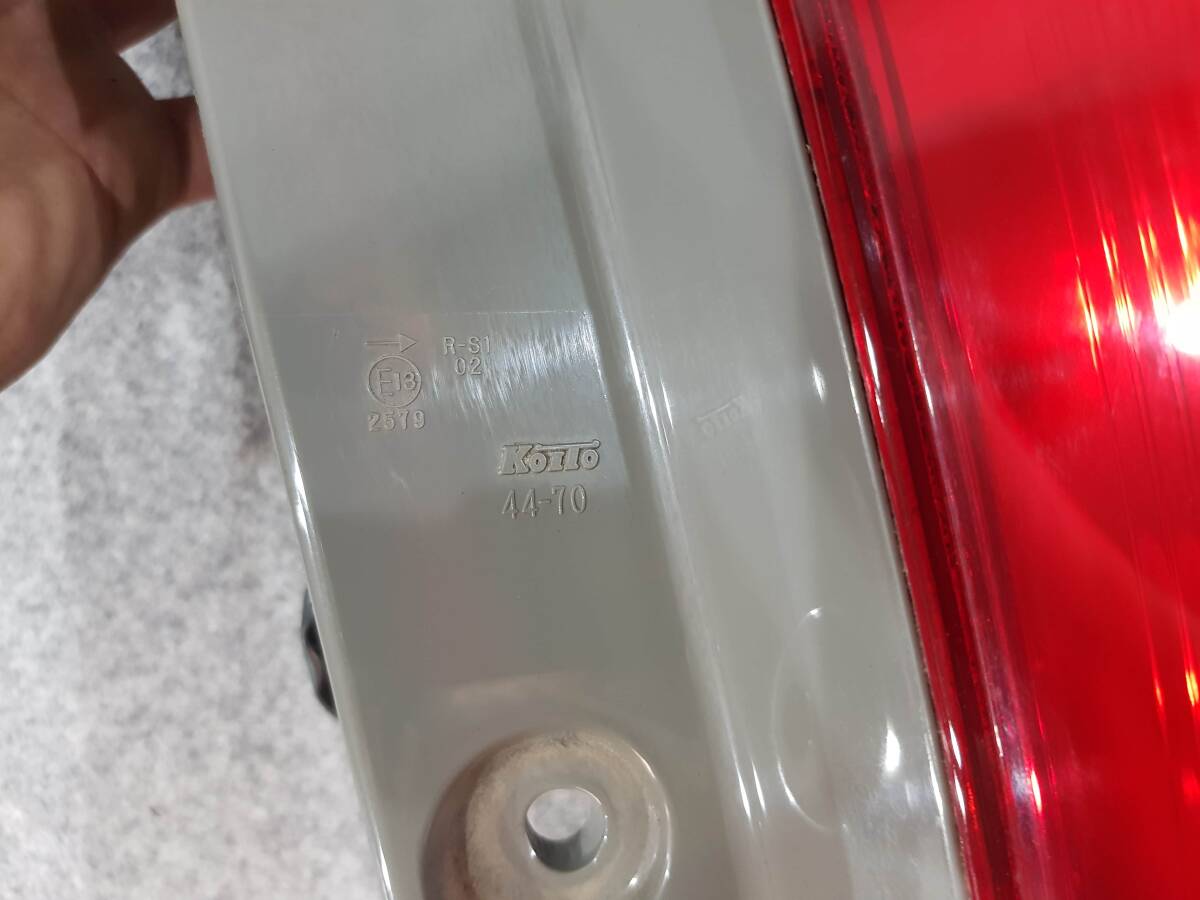 → R-S1
02
E13
2579
KOITO
44-70